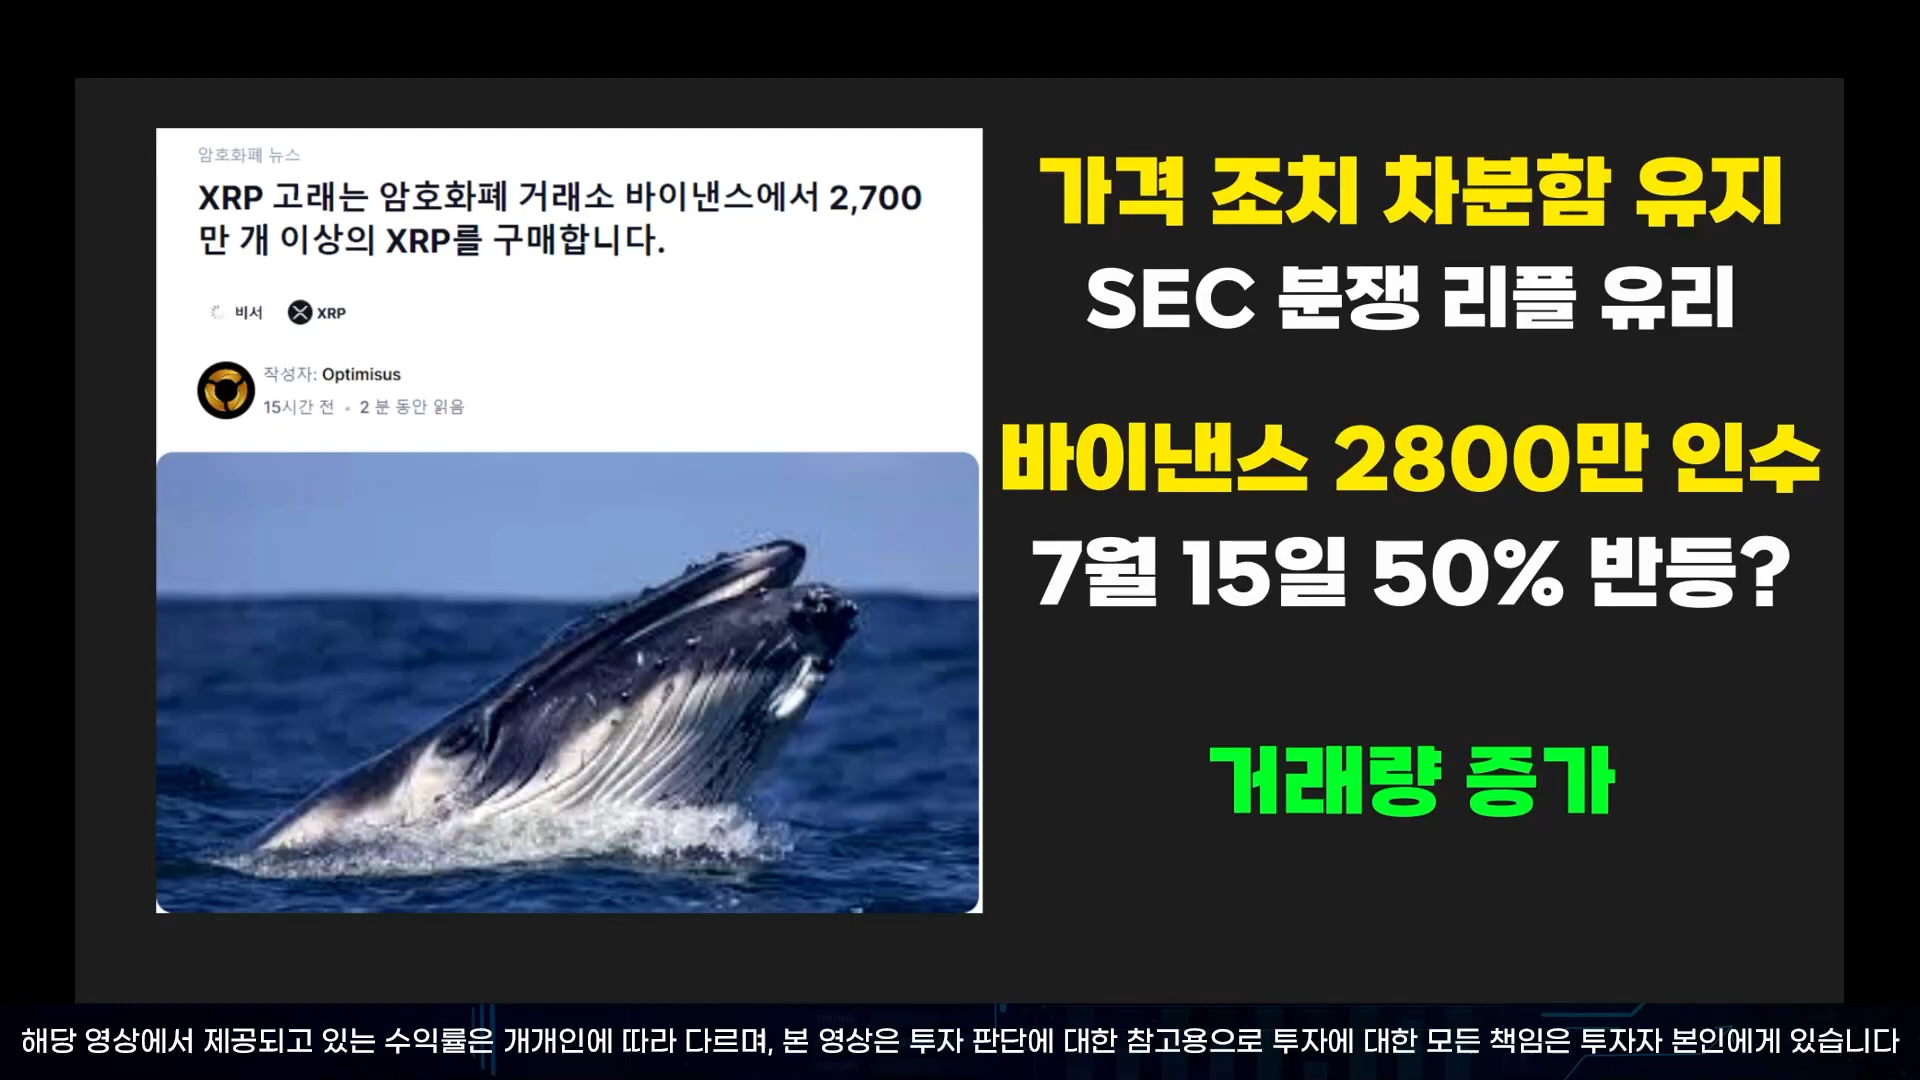 암호화폐 뉴스
XRP 고래는 암호화폐 거래소 바이낸스에서 2,700
만 개 이상의 XRP를 구매합니다.
비서 XRP
작성자: Optimisus
15시간 전 • 2 분 동안 읽음
가격 조치 차분함 유지
SEC 분쟁 리플 유리
바이낸스 2800만 인수
7월 15일 50% 반등?
거래량 증가
해당 영상에서 제공되고 있는 수익률은 개개인에 따라 다르며, 본 영상은 투자 판단에 대한 참고용으로 투자에 대한 모든 책임은 투자자 본인에게 있습니다